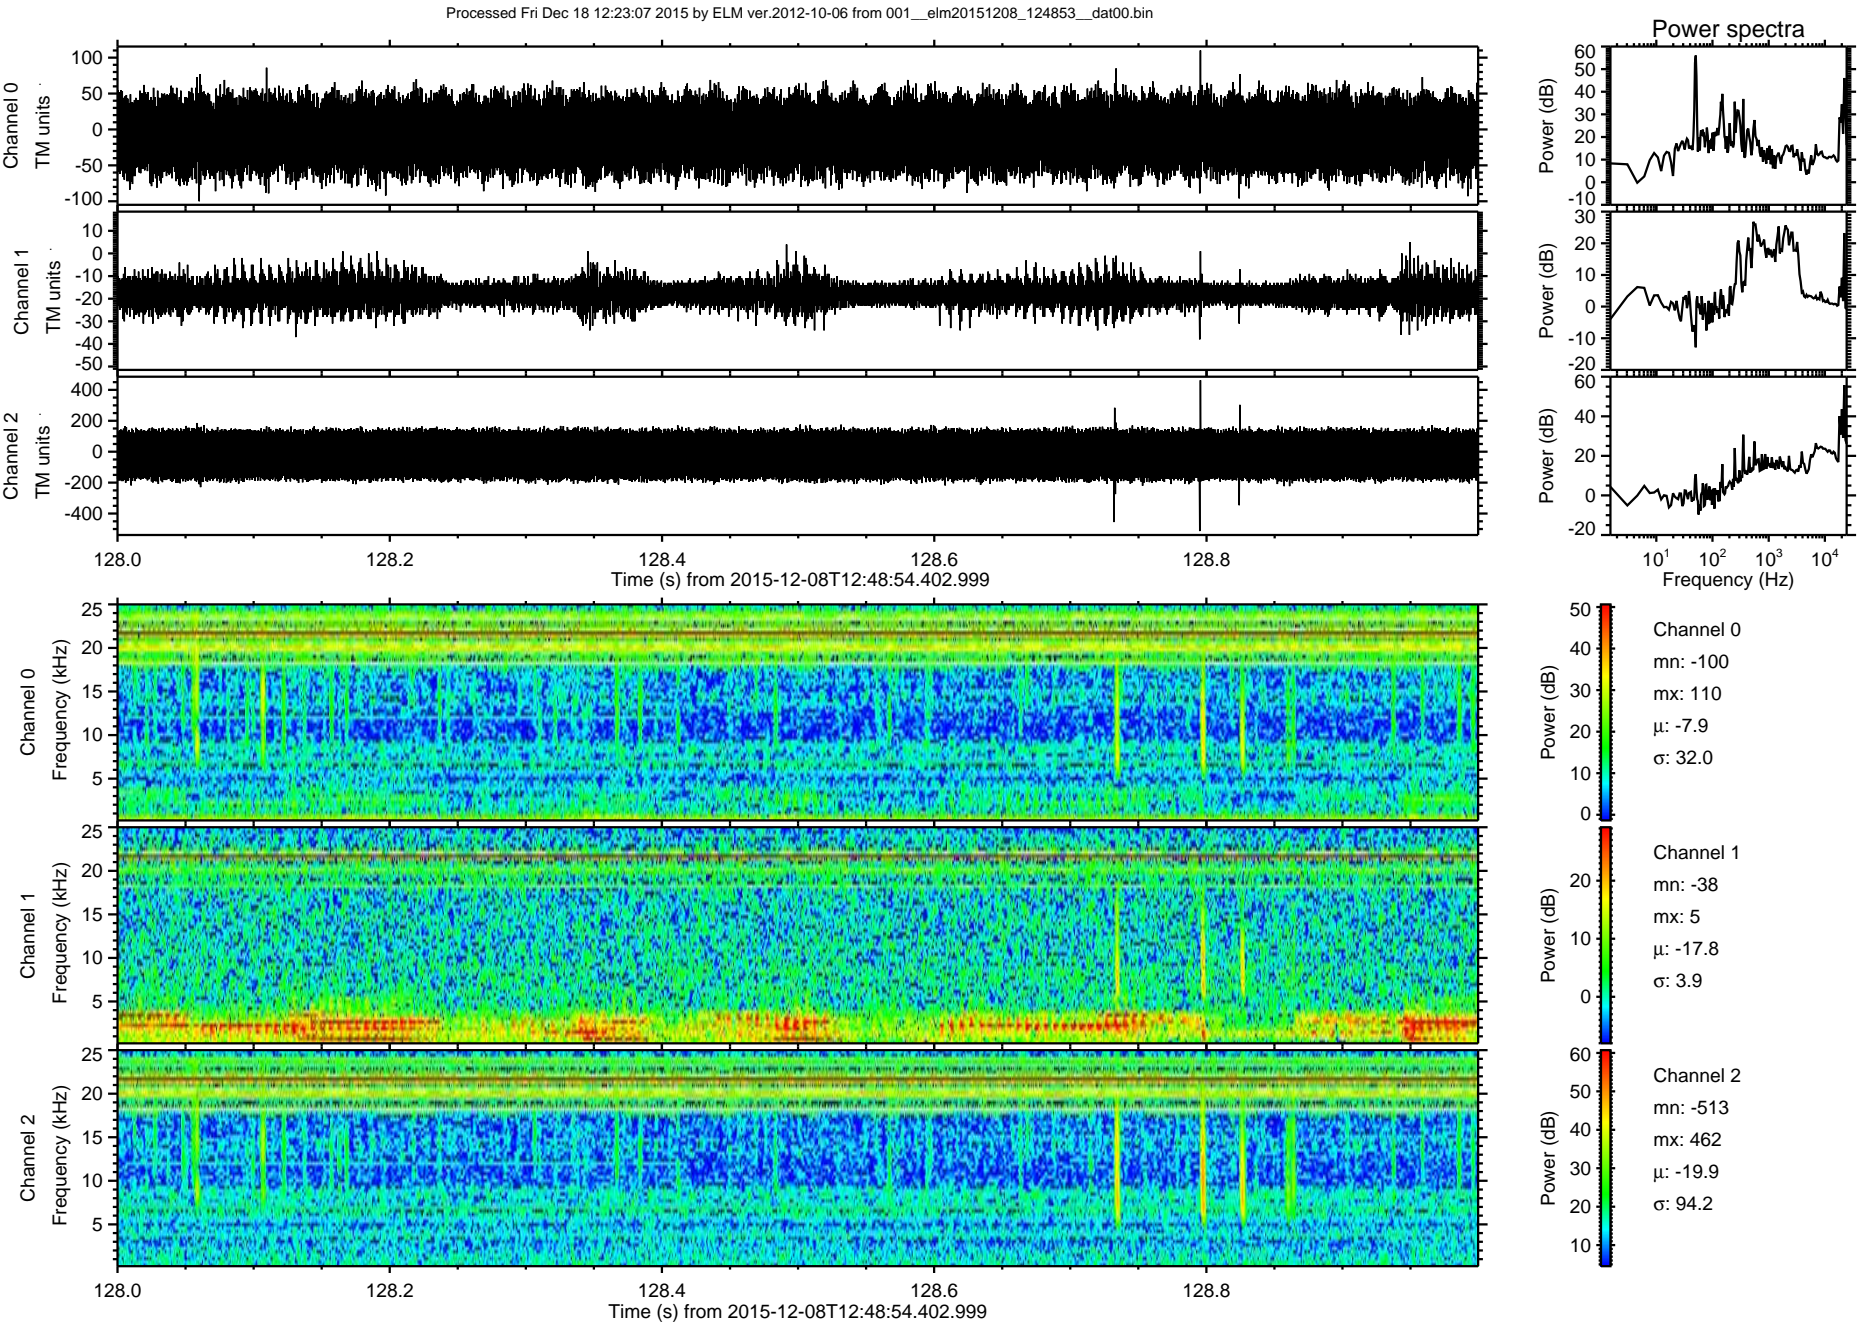 Processed Fri Dec 18 12:23:07 2015 by ELM ver.2012-10-06 from 001__elm20151208_124853__dat00.bin
Power spectra
Channel 0
TM units
100
50
0
-50
-100
Power (dB)
60
50
40
30
20
10
0
-10
Channel 1
TM units
10
0
-10
-20
-30
-40
-50
Power (dB)
30
20
10
0
-10
-20
Channel 2
TM units
400
200
0
-200
-400
Power (dB)
60
40
20
0
-20
128.0 128.2 128.4 128.6 128.8
Time (s) from 2015-12-08T12:48:54.402.999
10^1 10^2 10^3 10^4
Frequency (Hz)
Channel 0
Frequency (kHz)
25
20
15
10
5
Power (dB)
50
40
30
20
10
0
Channel 0
mn: -100
mx: 110
μ: -7.9
σ: 32.0
Channel 1
Frequency (kHz)
25
20
15
10
5
Power (dB)
20
10
0
Channel 1
mn: -38
mx: 5
μ: -17.8
σ: 3.9
Channel 2
Frequency (kHz)
25
20
15
10
5
Power (dB)
60
50
40
30
20
10
Channel 2
mn: -513
mx: 462
μ: -19.9
σ: 94.2
128.0 128.2 128.4 128.6 128.8
Time (s) from 2015-12-08T12:48:54.402.999